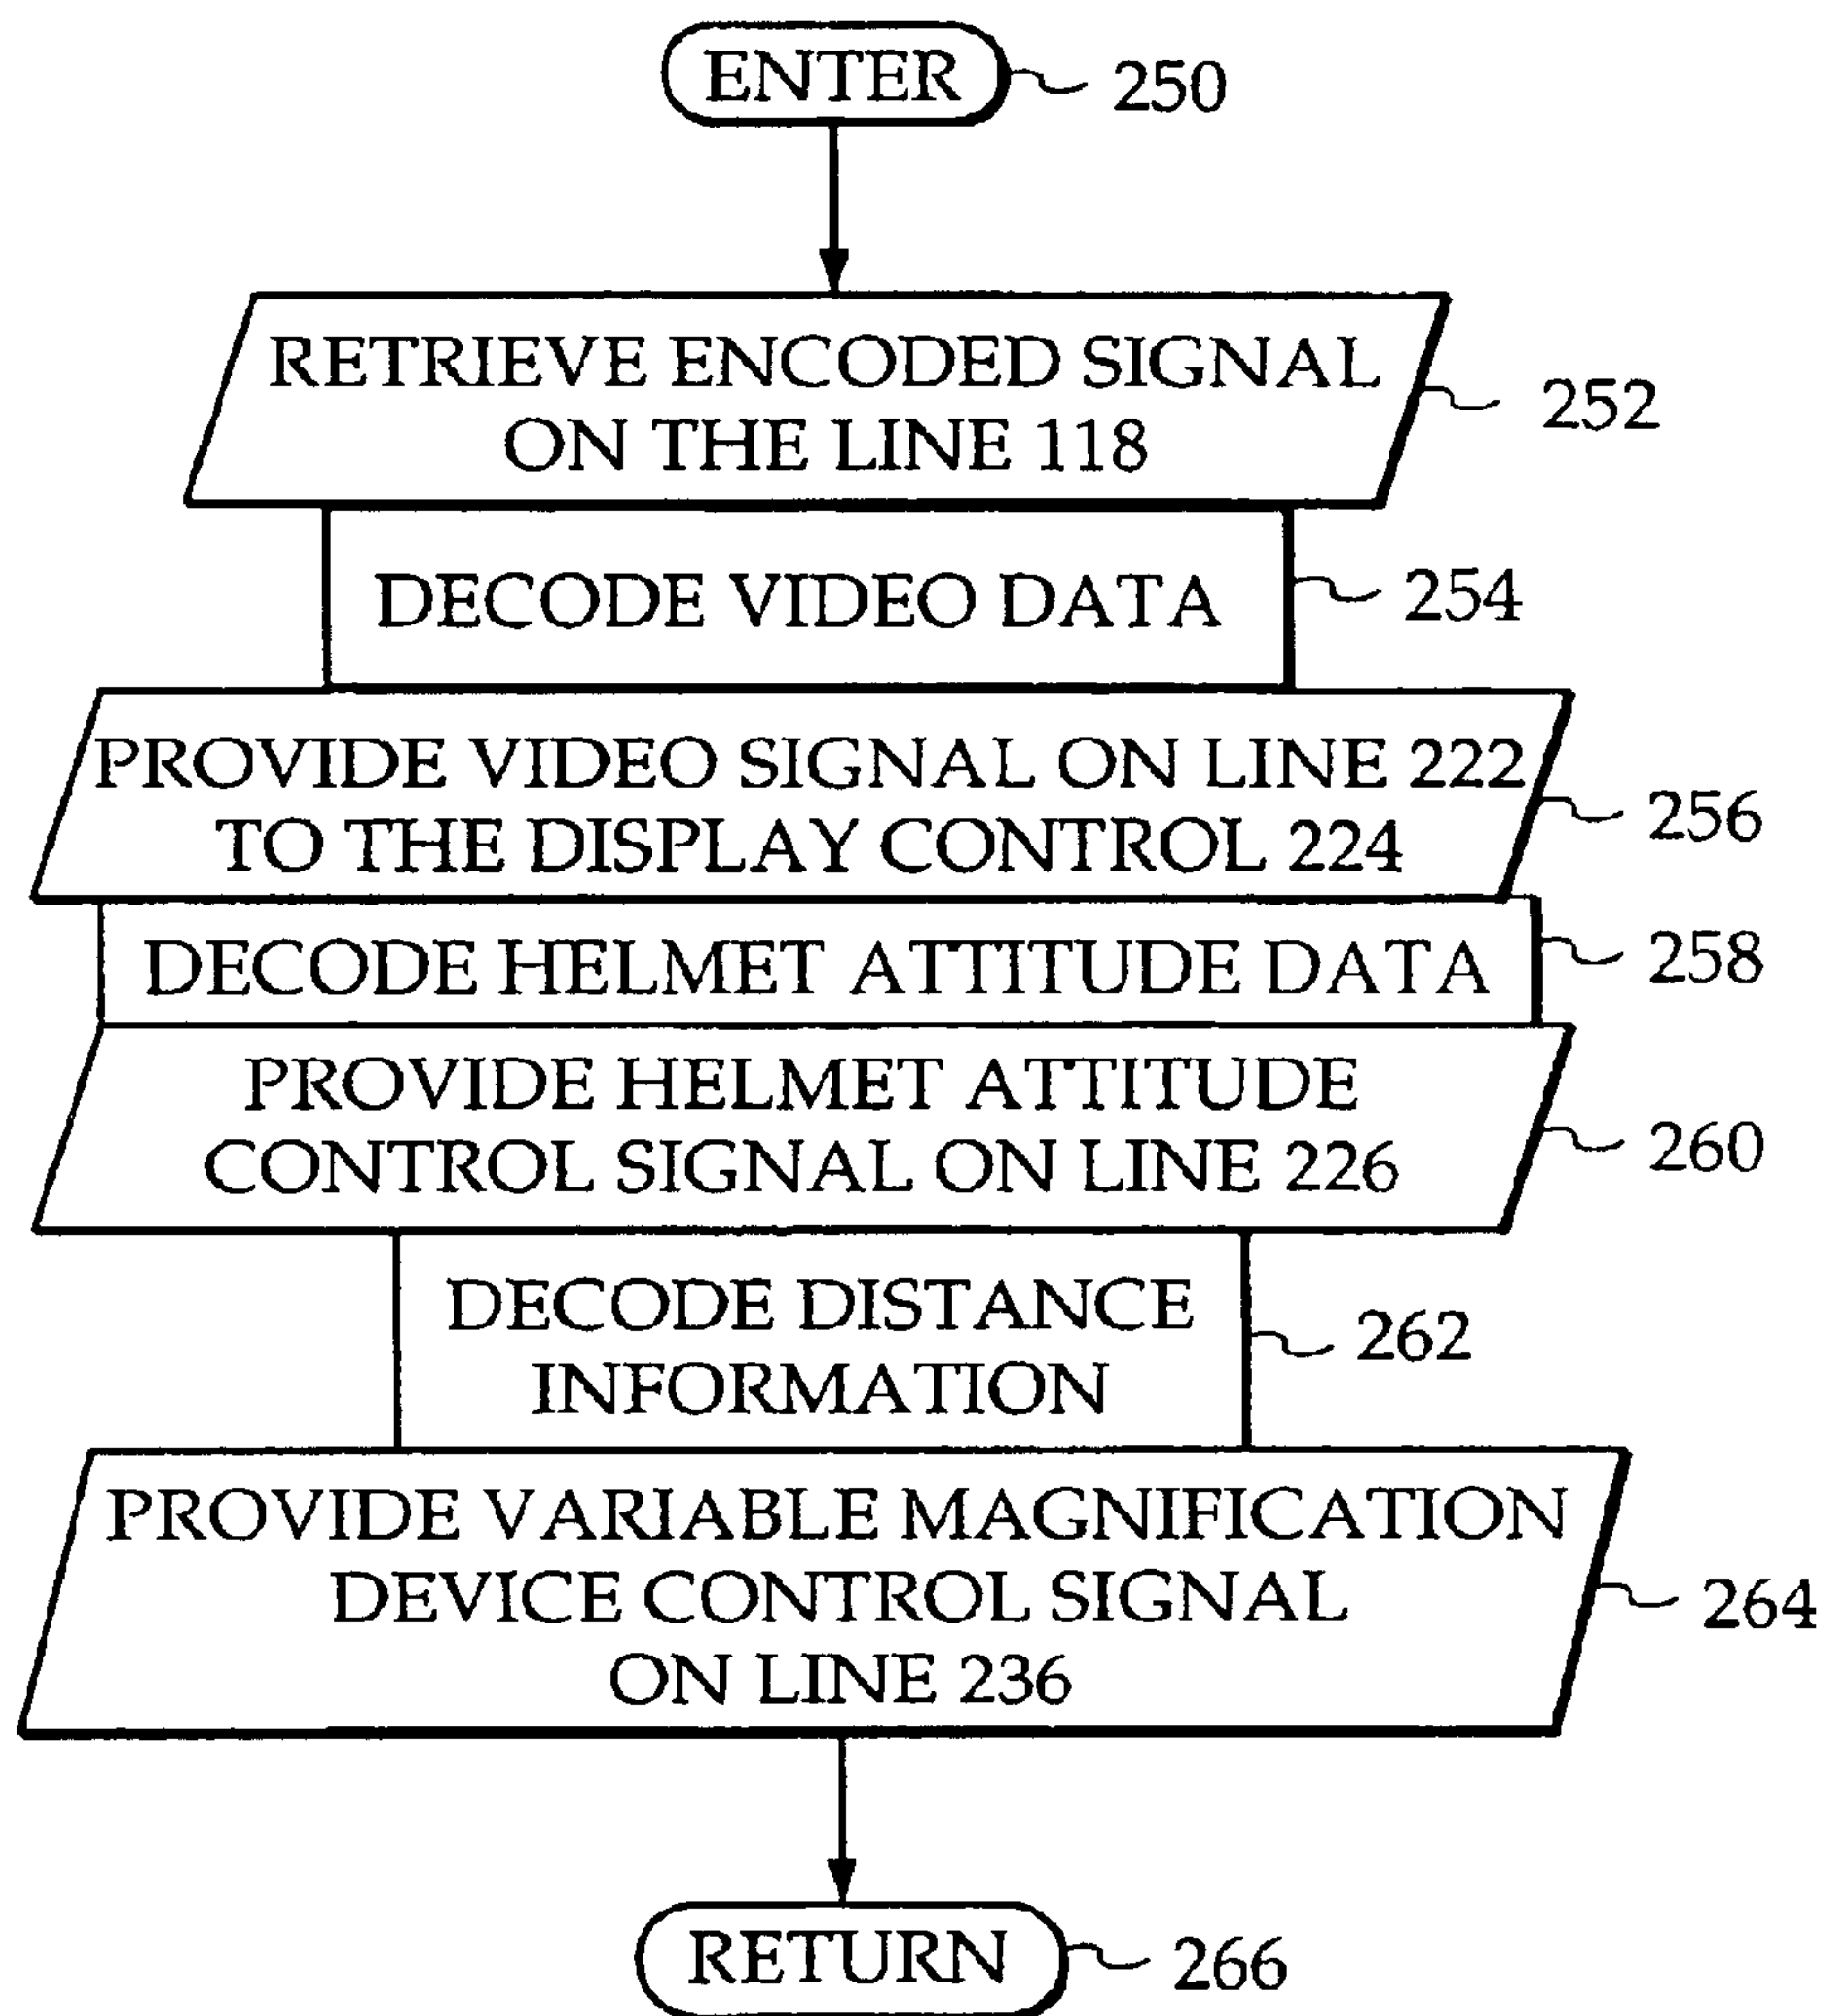 ENTER
250
RETRIEVE ENCODED SIGNAL
ON THE LINE 118
252
DECODE VIDEO DATA
254
PROVIDE VIDEO SIGNAL ON LINE 222
TO THE DISPLAY CONTROL 224
256
DECODE HELMET ATTITUDE DATA
258
PROVIDE HELMET ATTITUDE
CONTROL SIGNAL ON LINE 226
260
DECODE DISTANCE
INFORMATION
262
PROVIDE VARIABLE MAGNIFICATION
DEVICE CONTROL SIGNAL
ON LINE 236
264
RETURN
266